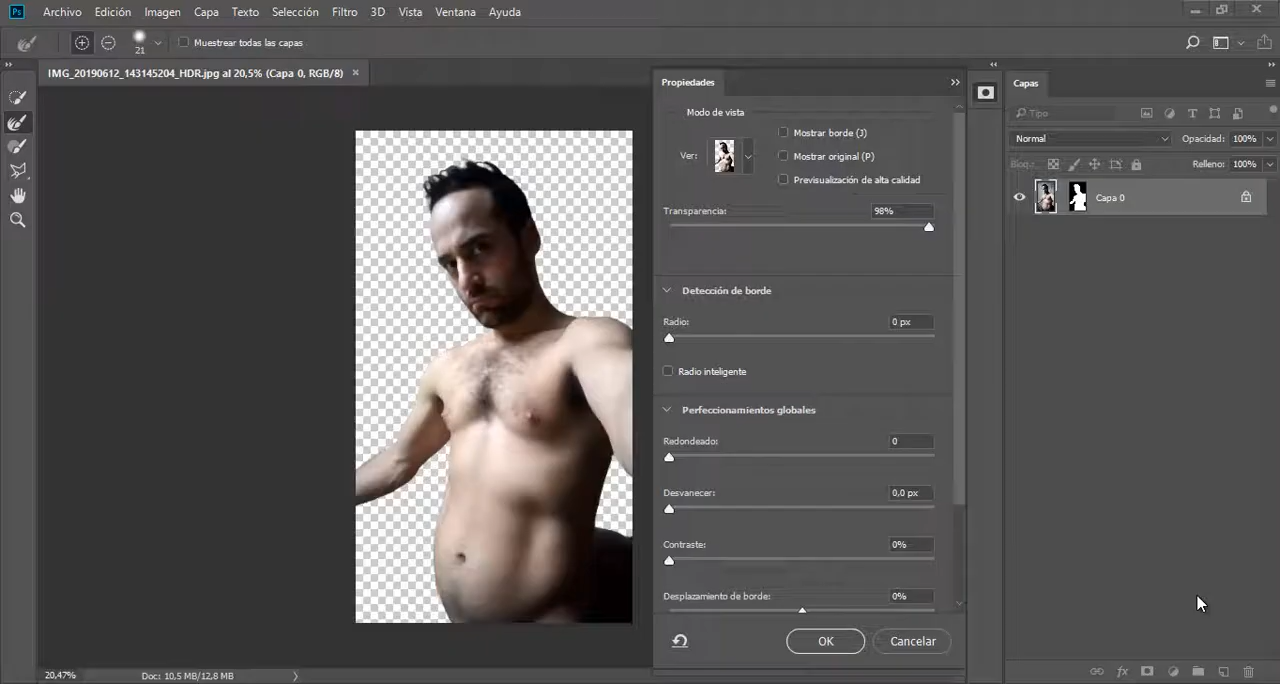 Ps Archivo Edición Imagen Capa Texto Selección Filtro 3D Vista Ventana Ayuda
21 Muestrear todas las capas
IMG_20190612_143145204_HDR.jpg al 20,5% (Capa 0, RGB/8) ×
Propiedades
Modo de vista
Ver:
Mostrar borde (J)
Mostrar original (P)
Previsualización de alta calidad
Transparencia: 98%
Detección de borde
Radio: 0 px
Radio inteligente
Perfeccionamientos globales
Redondeado: 0
Desvanecer: 0,0 px
Contraste: 0%
Desplazamiento de borde: 0%
OK Cancelar
Capas
Tipo
Normal Opacidad: 100%
Bloq.: Relleno: 100%
Capa 0
20,47% Doc: 10,5 MB/12,8 MB
fx